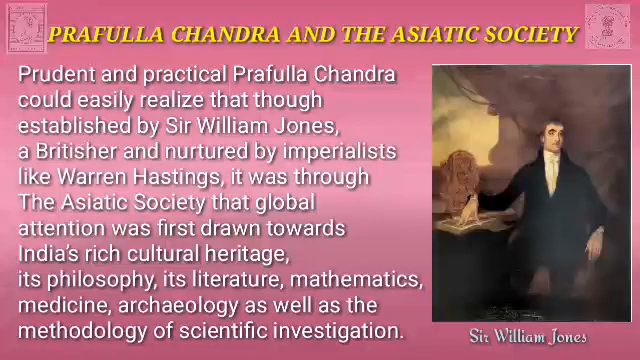 PRAFULLA CHANDRA AND THE ASIATIC SOCIETY
Prudent and practical Prafulla Chandra
could easily realize that though
established by Sir William Jones,
a Britisher and nurtured by imperialists
like Warren Hastings, it was through
The Asiatic Society that global
attention was first drawn towards
India's rich cultural heritage,
its philosophy, its literature, mathematics,
medicine, archaeology as well as the
methodology of scientific investigation.
Sir William Jones